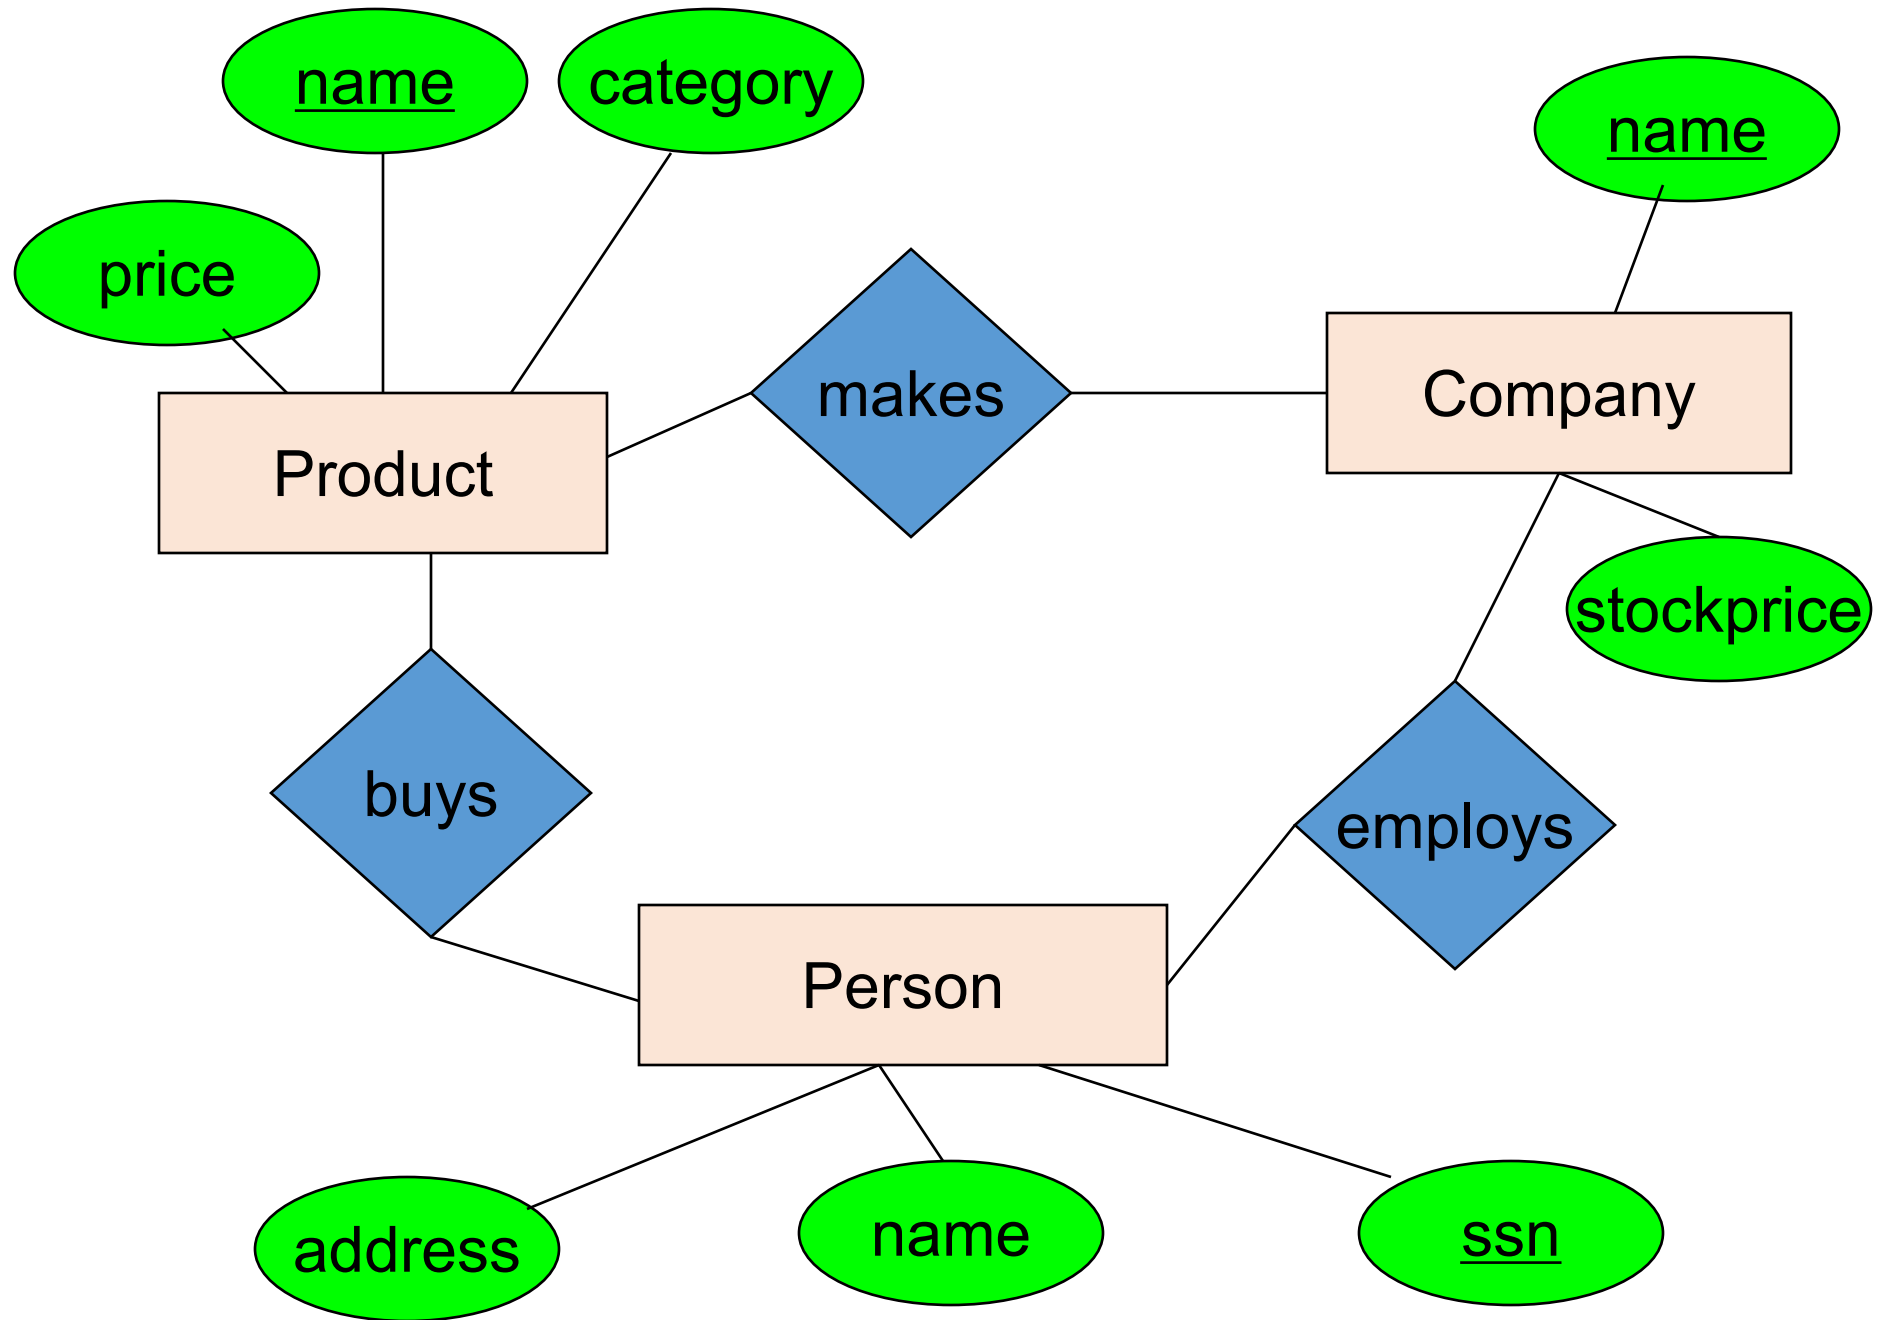 name
category
name
price
makes
Company
Product
stockprice
buys
employs
Person
address
name
ssn